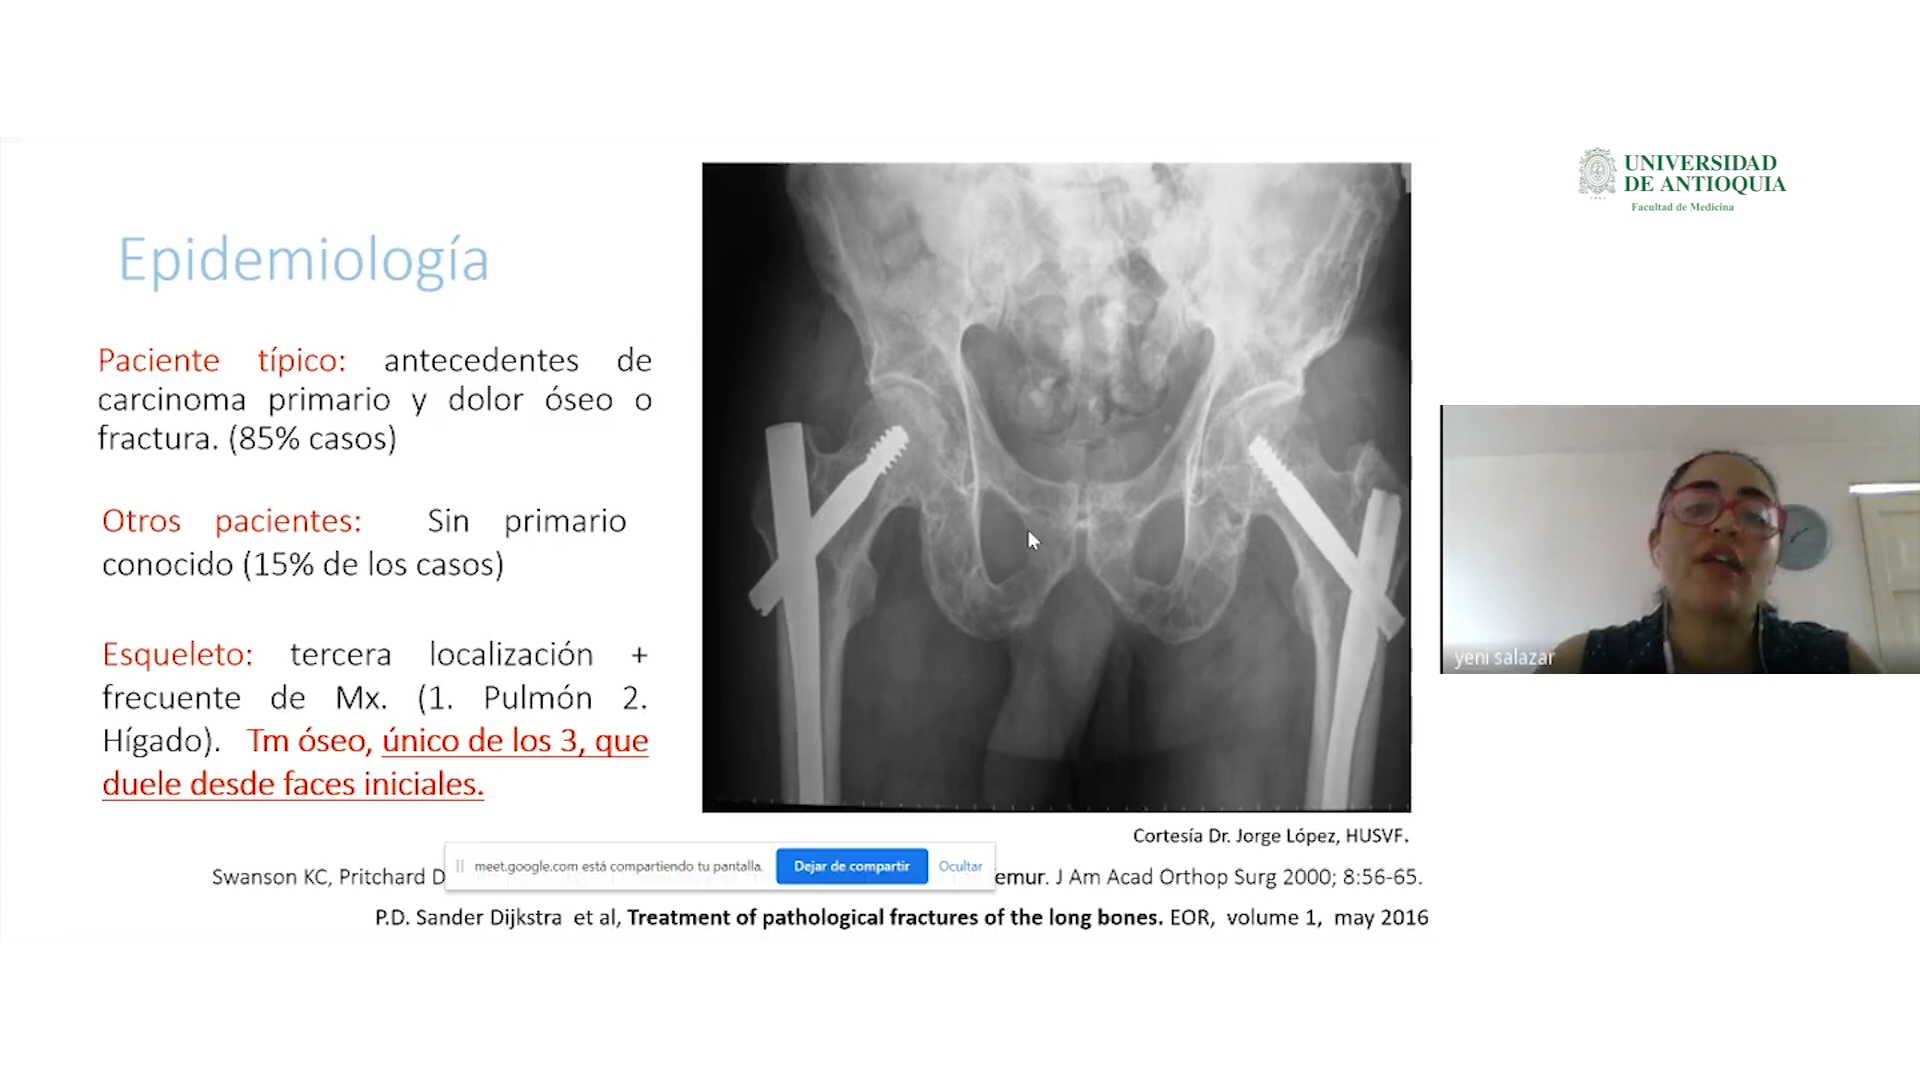 UNIVERSIDAD
DE ANTIOQUIA
Facultad de Medicina
Epidemiología
Paciente típico: antecedentes de
carcinoma primario y dolor óseo o
fractura. (85% casos)
Otros pacientes: Sin primario
conocido (15% de los casos)
Esqueleto: tercera localización +
frecuente de Mx. (1. Pulmón 2.
Hígado). Tm óseo, único de los 3, que
duele desde faces iniciales.
yeni salazar
Cortesía Dr. Jorge López, HUSVF.
meet.google.com está compartiendo tu pantalla.
Dejar de compartir
Ocultar
Swanson KC, Pritchard D emur. J Am Acad Orthop Surg 2000; 8:56-65.
P.D. Sander Dijkstra et al, Treatment of pathological fractures of the long bones. EOR, volume 1, may 2016